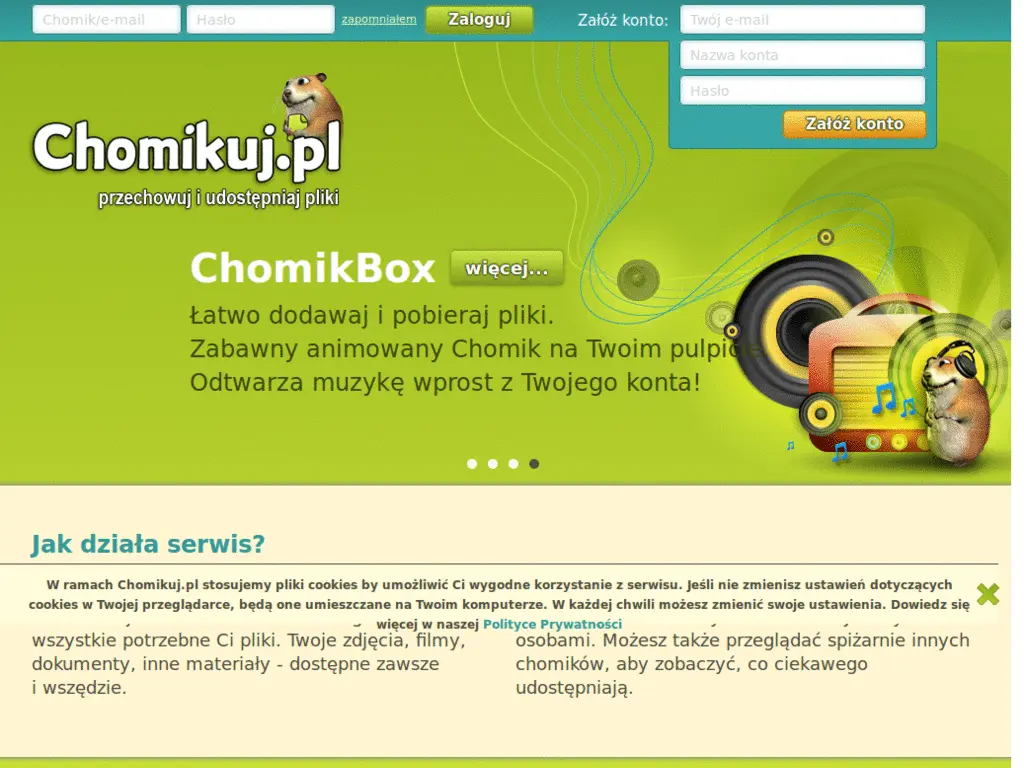 Chomik/e-mail
Hasło
zapomniałem
Zaloguj
Załóż konto:
Twój e-mail
Nazwa konta
Hasło
Załóż konto
Chomikuj.pl
przechowuj i udostępniaj pliki
ChomikBox
więcej...
Łatwo dodawaj i pobieraj pliki.
Zabawny animowany Chomik na Twoim pulpicie
Odtwarza muzykę wprost z Twojego konta!
Jak działa serwis?
W ramach Chomikuj.pl stosujemy pliki cookies by umożliwić Ci wygodne korzystanie z serwisu. Jeśli nie zmienisz ustawień dotyczących
cookies w Twojej przeglądarce, będą one umieszczane na Twoim komputerze. W każdej chwili możesz zmienić swoje ustawienia. Dowiedz się
więcej w naszej Polityce Prywatności
wszystkie potrzebne Ci pliki. Twoje zdjęcia, filmy,
dokumenty, inne materiały - dostępne zawsze
i wszędzie.
osobami. Możesz także przeglądać spiżarnie innych
chomików, aby zobaczyć, co ciekawego
udostępniają.